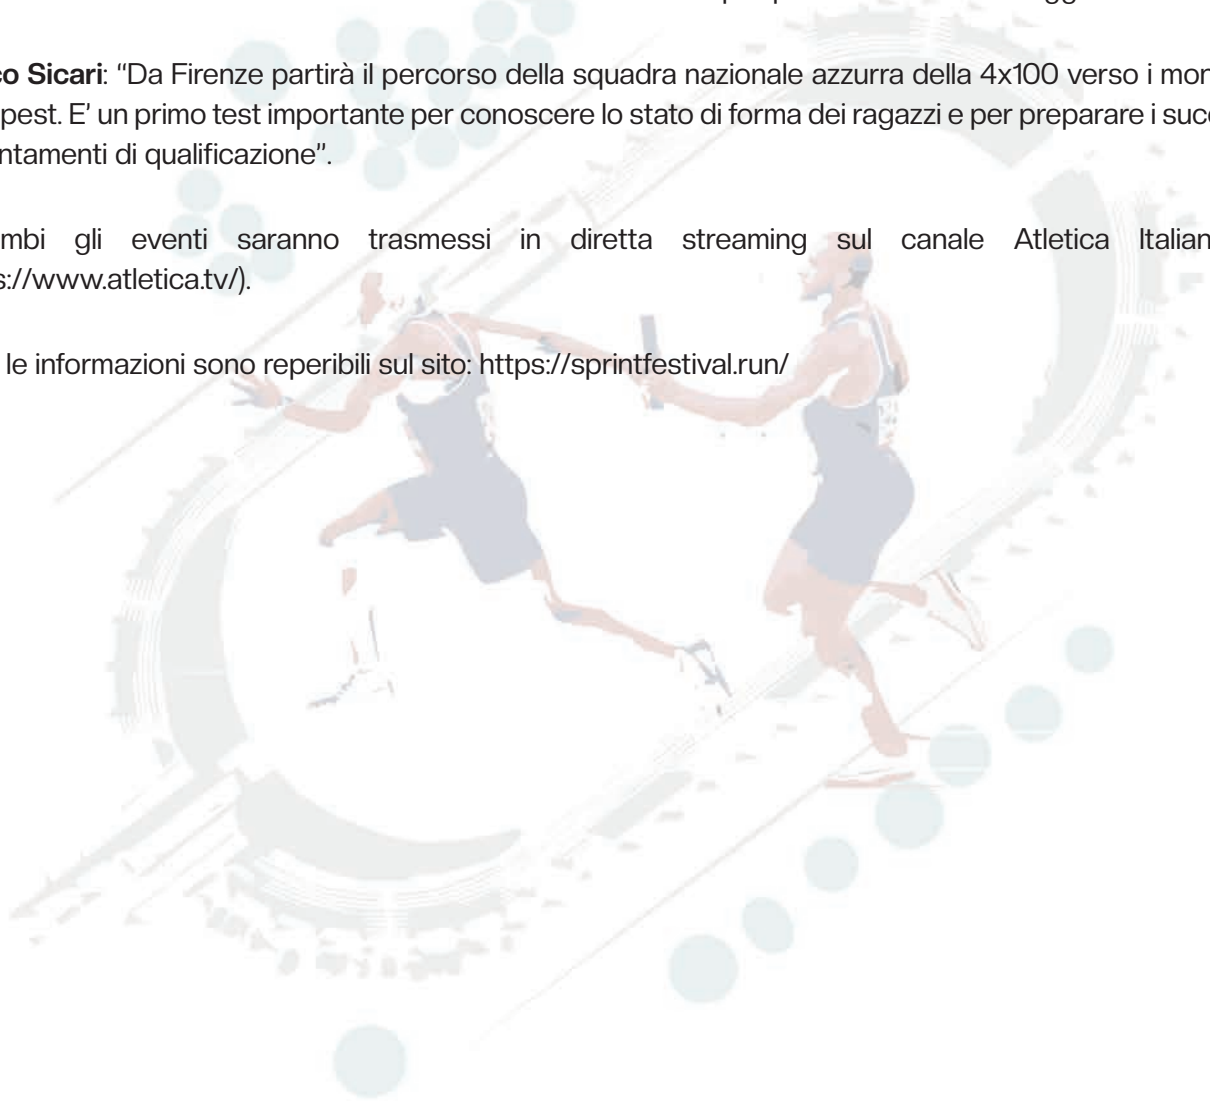 co Sicari: “Da Firenze partirà il percorso della squadra nazionale azzurra della 4x100 verso i mon
pest. E’ un primo test importante per conoscere lo stato di forma dei ragazzi e per preparare i suc
ntamenti di qualificazione”.
mbi gli eventi saranno trasmessi in diretta streaming sul canale Atletica Italian
s://www.atletica.tv/).
le informazioni sono reperibili sul sito: https://sprintfestival.run/